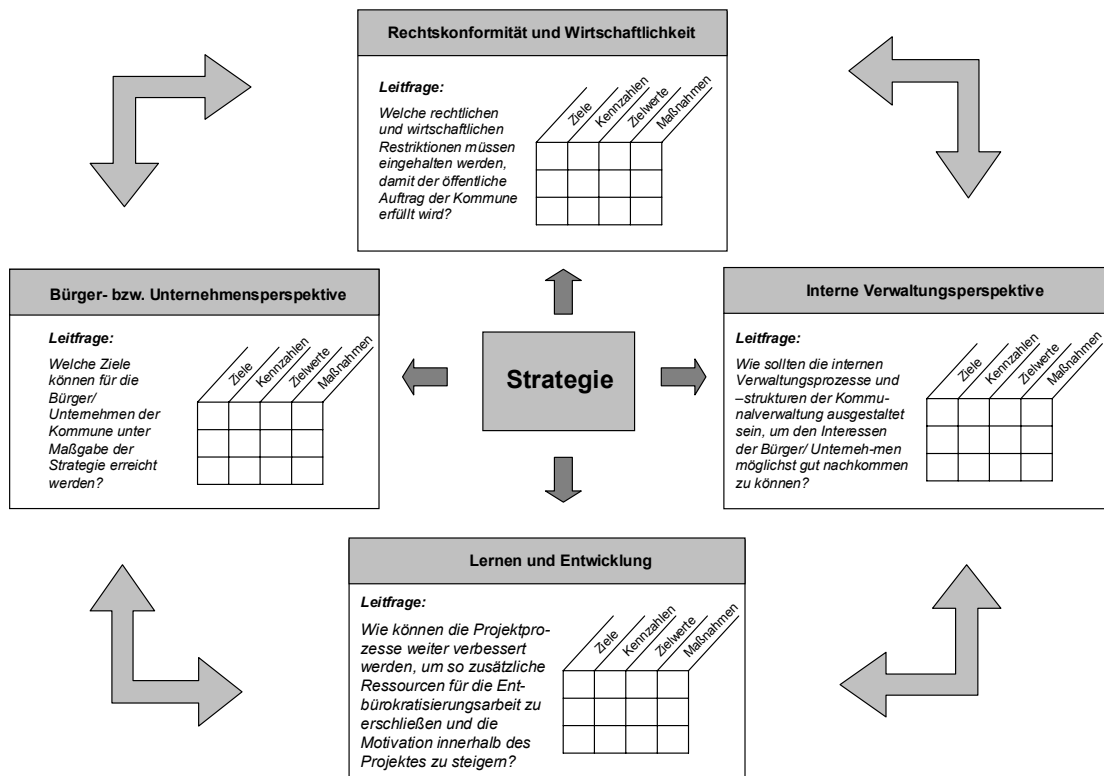 Rechtskonformität und Wirtschaftlichkeit
Leitfrage:
Welche rechtlichen
und wirtschaftlichen
Restriktionen müssen
eingehalten werden,
damit der öffentliche
Auftrag der Kommune
erfüllt wird?
Ziele
Kennzahlen
Zielwerte
Maßnahmen
Bürger- bzw. Unternehmensperspektive
Leitfrage:
Welche Ziele
können für die
Bürger/
Unternehmen der
Kommune unter
Maßgabe der
Strategie erreicht
werden?
Ziele
Kennzahlen
Zielwerte
Maßnahmen
Strategie
Interne Verwaltungsperspektive
Leitfrage:
Wie sollten die internen
Verwaltungsprozesse und
–strukturen der Kommu-
nalverwaltung ausgestaltet
sein, um den Interessen
der Bürger/ Unterneh-men
möglichst gut nachkommen
zu können?
Ziele
Kennzahlen
Zielwerte
Maßnahmen
Lernen und Entwicklung
Leitfrage:
Wie können die Projektpro-
zesse weiter verbessert
werden, um so zusätzliche
Ressourcen für die Ent-
bürokratisierungsarbeit zu
erschließen und die
Motivation innerhalb des
Projektes zu steigern?
Ziele
Kennzahlen
Zielwerte
Maßnahmen